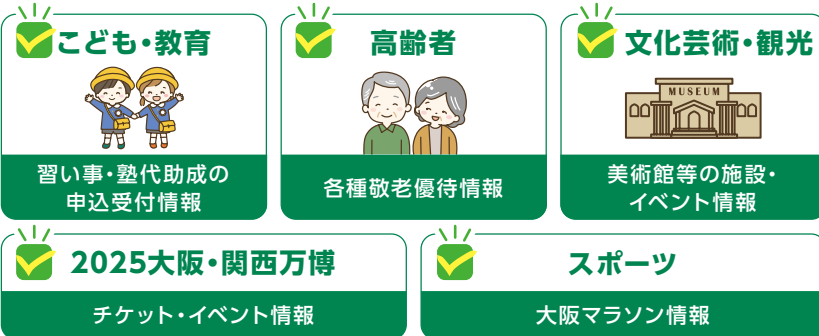 こども・教育
習い事・塾代助成の
申込受付情報
高齢者
各種敬老優待情報
文化芸術・観光
MUSEUM
美術館等の施設・
イベント情報
2025大阪・関西万博
チケット・イベント情報
スポーツ
大阪マラソン情報